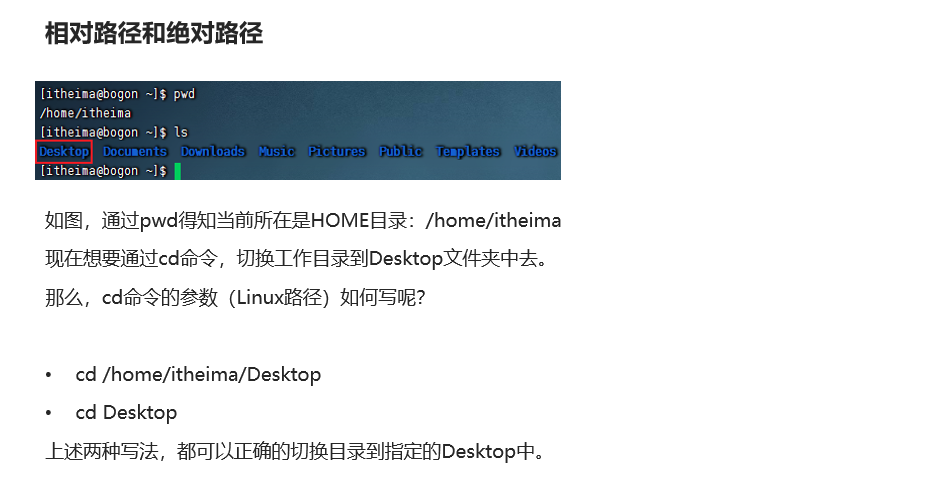 相对路径和绝对路径
[itheima@bogon ~]$ pwd
/home/itheima
[itheima@bogon ~]$ ls
Desktop Documents Downloads Music Pictures Public Templates Videos
[itheima@bogon ~]$
如图，通过pwd得知当前所在是HOME目录：/home/itheima
现在想要通过cd命令，切换工作目录到Desktop文件夹中去。
那么，cd命令的参数（Linux路径）如何写呢？
• cd /home/itheima/Desktop
• cd Desktop
上述两种写法，都可以正确的切换目录到指定的Desktop中。